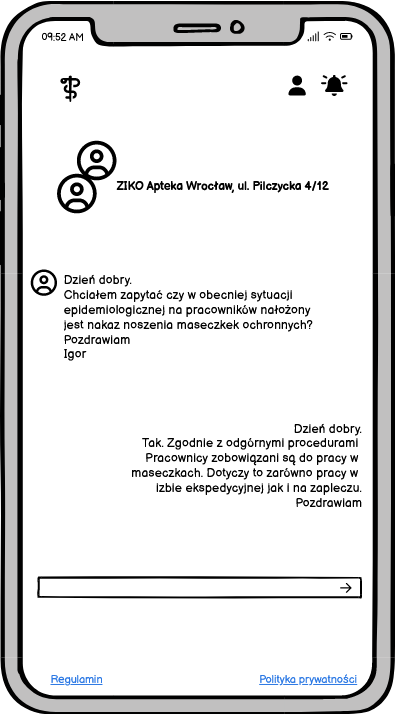 09:52 AM
ZIKO Apteka Wrocław, ul. Pilczycka 4/12
Dzień dobry.
Chciałem zapytać czy w obecniej sytuacji
epidemiologicznej na pracowników nałożony
jest nakaz noszenia maseczkek ochronnych?
Pozdrawiam
Igor
Dzień dobry.
Tak. Zgodnie z odgórnymi procedurami
Pracownicy zobowiązani są do pracy w
maseczkach. Dotyczy to zarówno pracy w
izbie ekspedycyjnej jak i na zapleczu.
Pozdrawiam
Regulamin Polityka prywatności